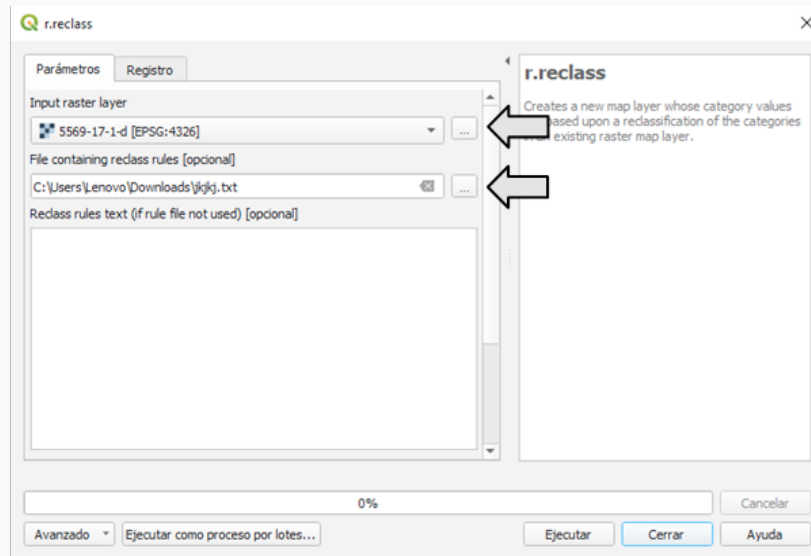 r.reclass
Parámetros
Registro
Input raster layer
5569-17-1-d [EPSG:4326]
...
File containing reclass rules [opcional]
C:\Users\Lenovo\Downloads\jkjkj.txt
...
Reclass rules text (if rule file not used) [opcional]
r.reclass
Creates a new map layer whose category values
based upon a reclassification of the categories
existing raster map layer.
0%
Cancelar
Avanzado
Ejecutar como proceso por lotes...
Ejecutar
Cerrar
Ayuda